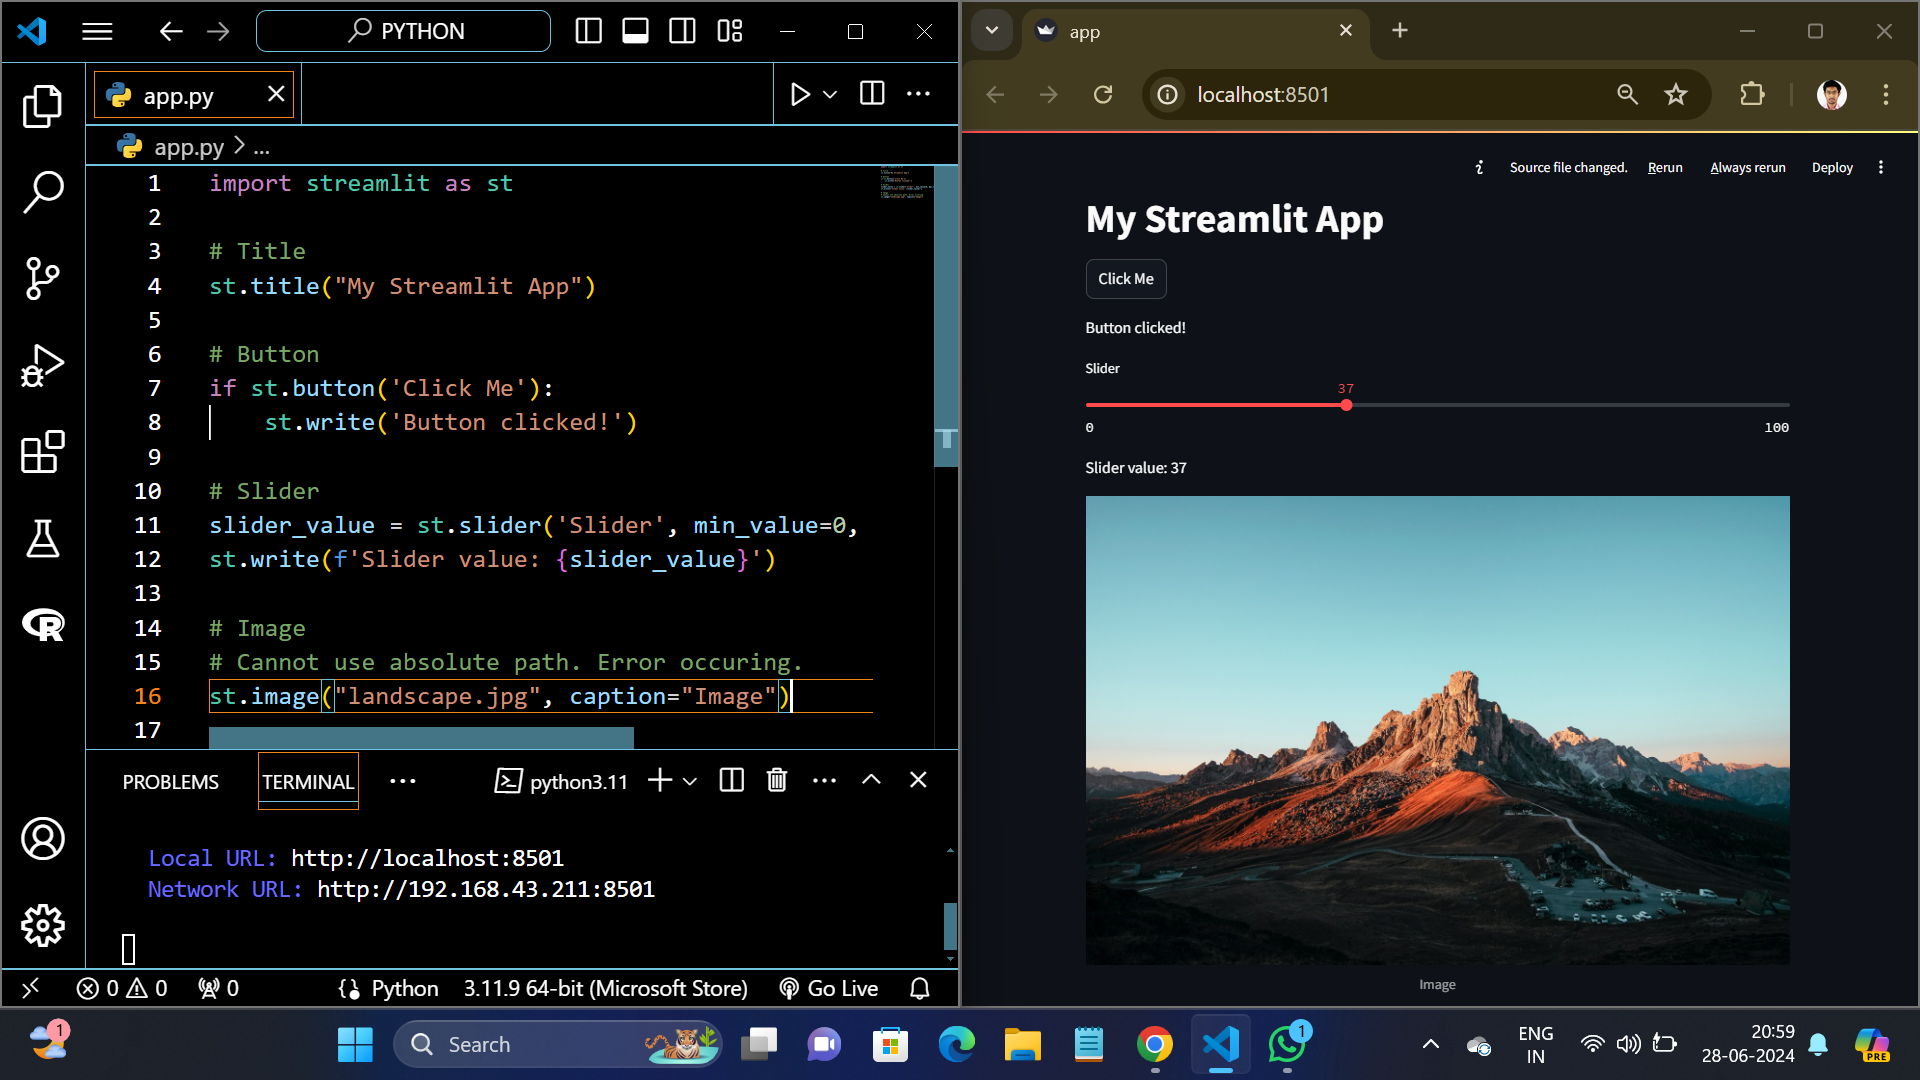 PYTHON
app.py
app.py > ...
1 import streamlit as st
2
3 # Title
4 st.title("My Streamlit App")
5
6 # Button
7 if st.button('Click Me'):
8 st.write('Button clicked!')
9
10 # Slider
11 slider_value = st.slider('Slider', min_value=0,
12 st.write(f'Slider value: {slider_value}')
13
14 # Image
15 # Cannot use absolute path. Error occuring.
16 st.image("landscape.jpg", caption="Image")
17
PROBLEMS TERMINAL ... python3.11
Local URL: http://localhost:8501
Network URL: http://192.168.43.211:8501
0 0 0 Python 3.11.9 64-bit (Microsoft Store) Go Live
app
localhost:8501
Source file changed. Rerun Always rerun Deploy
My Streamlit App
Click Me
Button clicked!
Slider
37
0 100
Slider value: 37
Image
1 Search 1 ENG IN 20:59 28-06-2024 PRE